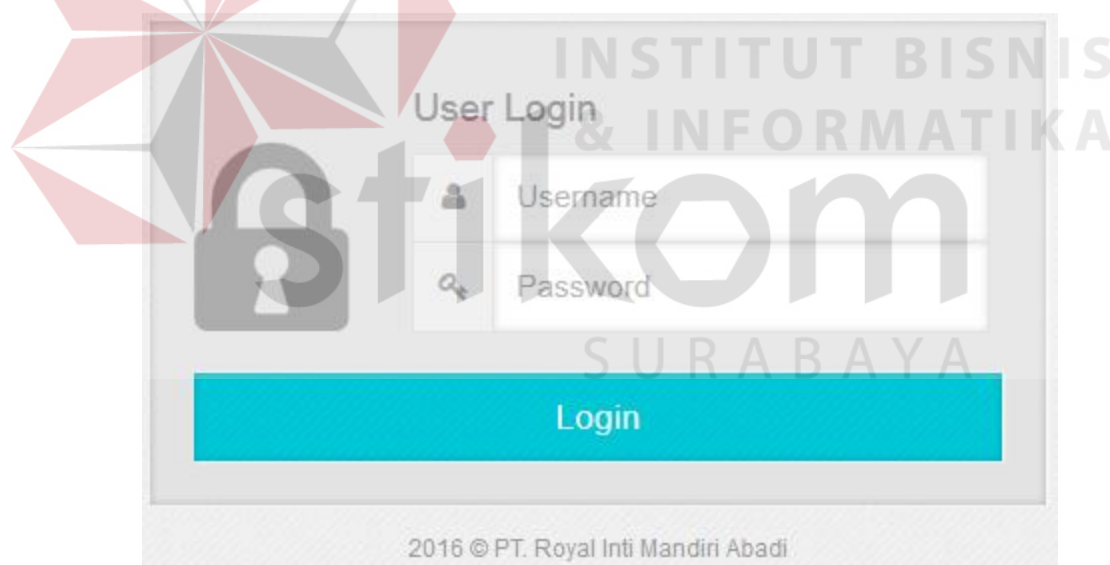 INSTITUT BISNIS
& INFORMATIKA
stikom
SURABAYA
User Login
Username
Password
Login
2016 © PT. Royal Inti Mandiri Abadi